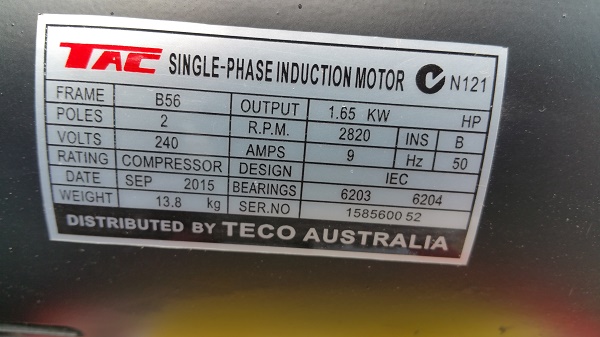 TAC SINGLE-PHASE INDUCTION MOTOR N121
FRAME B56 OUTPUT 1.65 KW HP
POLES 2 R.P.M. 2820 INS B
VOLTS 240 AMPS 9 Hz 50
RATING COMPRESSOR DESIGN IEC
DATE SEP 2015 BEARINGS 6203 6204
WEIGHT 13.8 kg SER.NO 1585600 52
DISTRIBUTED BY TECO AUSTRALIA